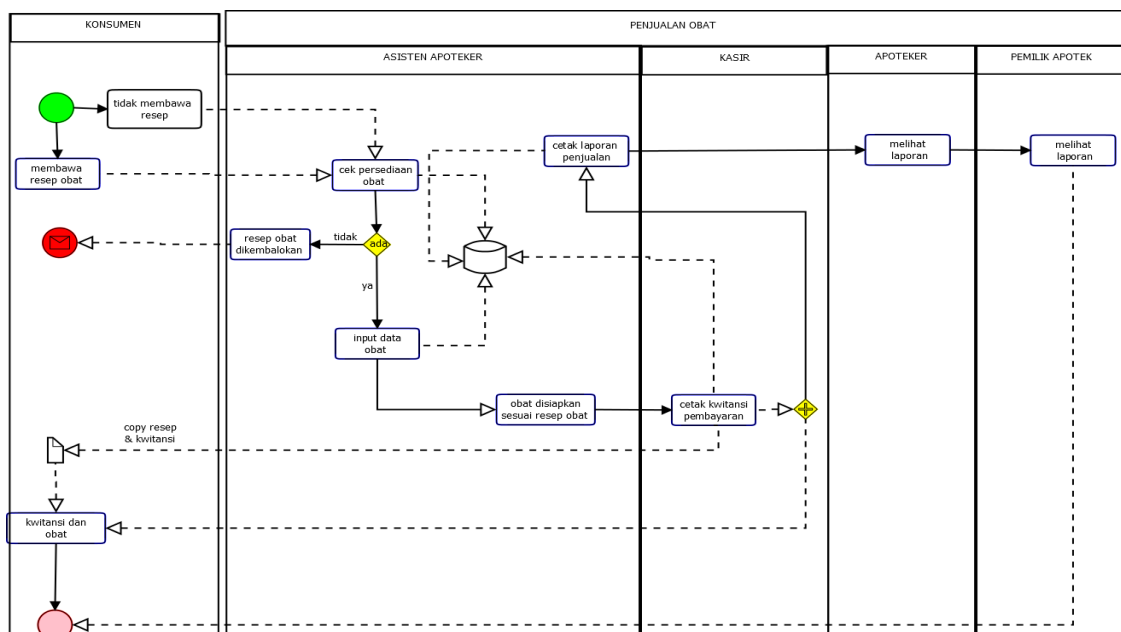 KONSUMEN
PENJUALAN OBAT
ASISTEN APOTEKER
KASIR
APOTEKER
PEMILIK APOTEK
tidak membawa
resep
membawa
resep obat
cek persediaan
obat
cetak laporan
penjualan
melihat
laporan
melihat
laporan
resep obat
dikembalokan
tidak
ada
ya
input data
obat
obat disiapkan
sesuai resep obat
cetak kwitansi
pembayaran
copy resep
& kwitansi
kwitansi dan
obat